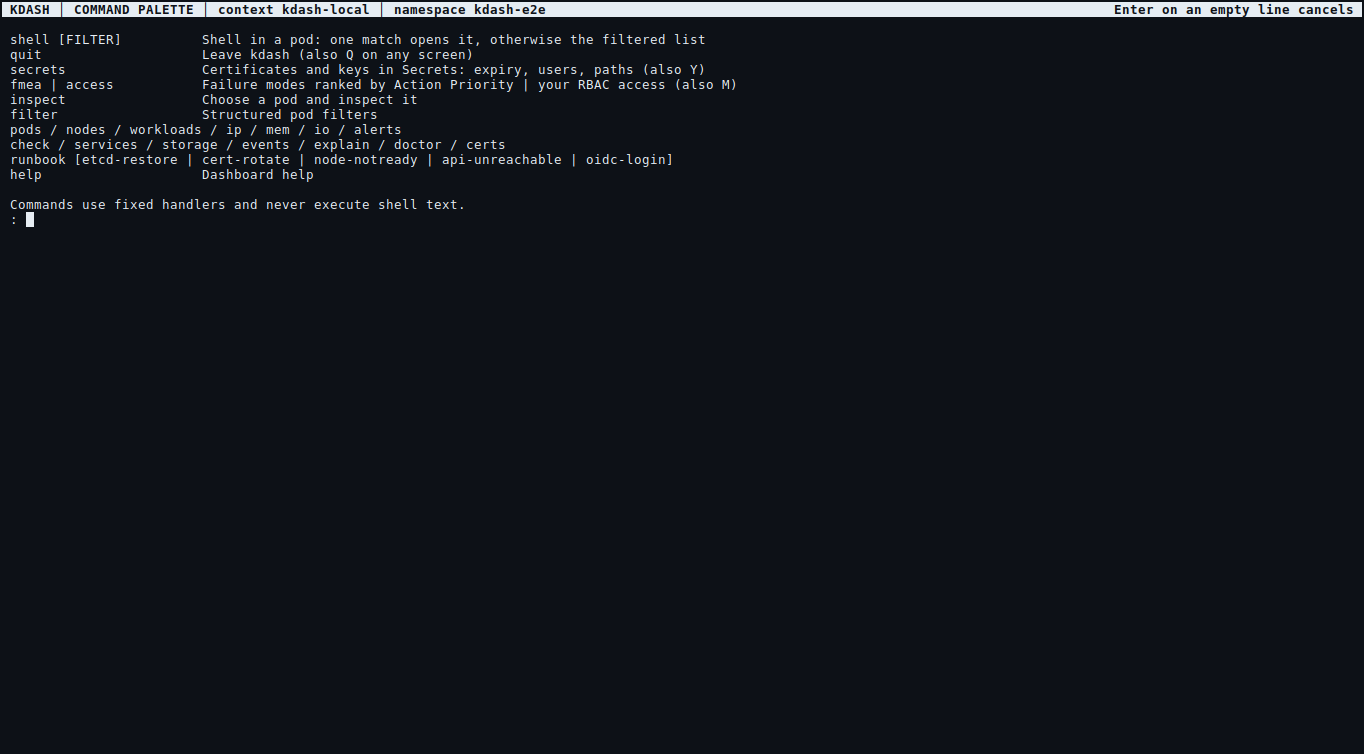 KDASH │ COMMAND PALETTE │ context kdash-local │ namespace kdash-e2e Enter on an empty line cancels
shell [FILTER] Shell in a pod: one match opens it, otherwise the filtered list
quit Leave kdash (also Q on any screen)
secrets Certificates and keys in Secrets: expiry, users, paths (also Y)
fmea | access Failure modes ranked by Action Priority | your RBAC access (also M)
inspect Choose a pod and inspect it
filter Structured pod filters
pods / nodes / workloads / ip / mem / io / alerts
check / services / storage / events / explain / doctor / certs
runbook [etcd-restore | cert-rotate | node-notready | api-unreachable | oidc-login]
help Dashboard help
Commands use fixed handlers and never execute shell text.
: